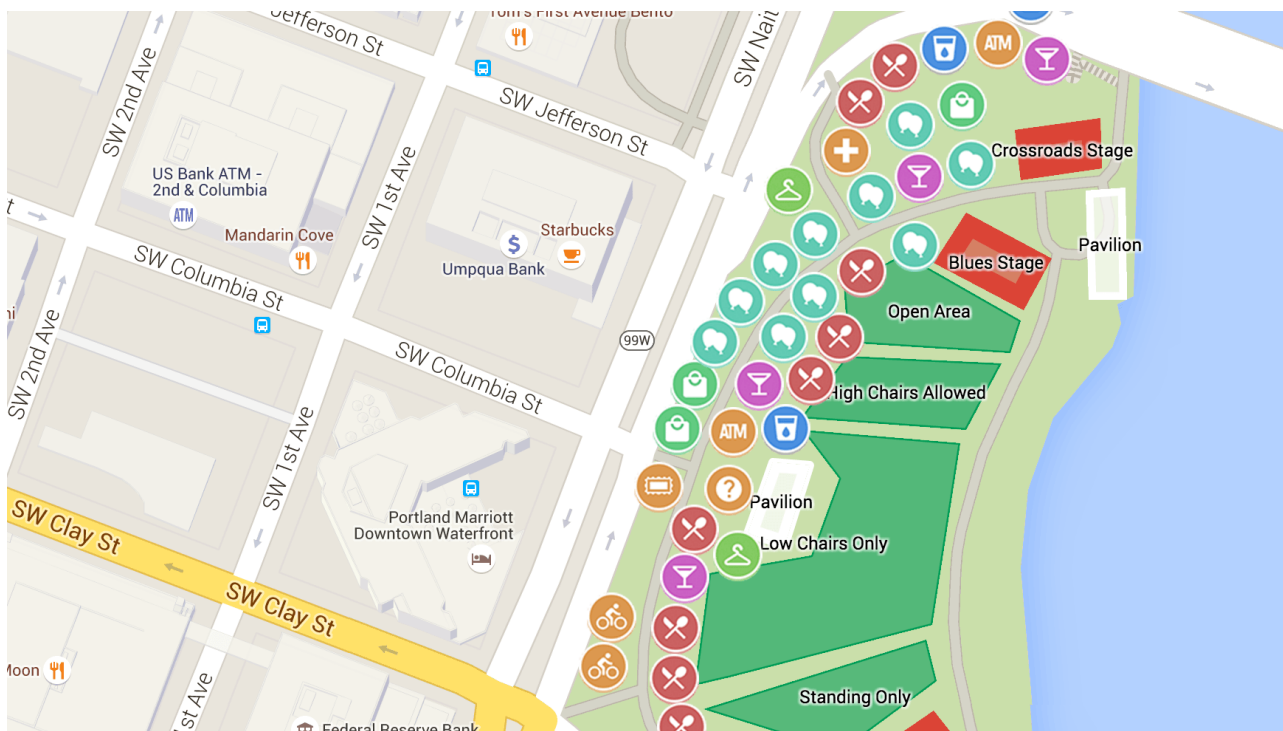 Jefferson St
Tom's First Avenue Bento
SW Nait
ATM
SW 2nd Ave
SW Jefferson St
Crossroads Stage
US Bank ATM -
2nd & Columbia
ATM
SW 1st Ave
Mandarin Cove
Starbucks
$
Umpqua Bank
Pavilion
Blues Stage
SW Columbia St
Open Area
99W
SW 2nd Ave
SW Columbia St
High Chairs Allowed
ATM
SW 1st Ave
?
Pavilion
Portland Marriott
Downtown Waterfront
SW Clay St
Low Chairs Only
SW Clay St
Moon
Standing Only
1st Ave
Federal Reserve Bank